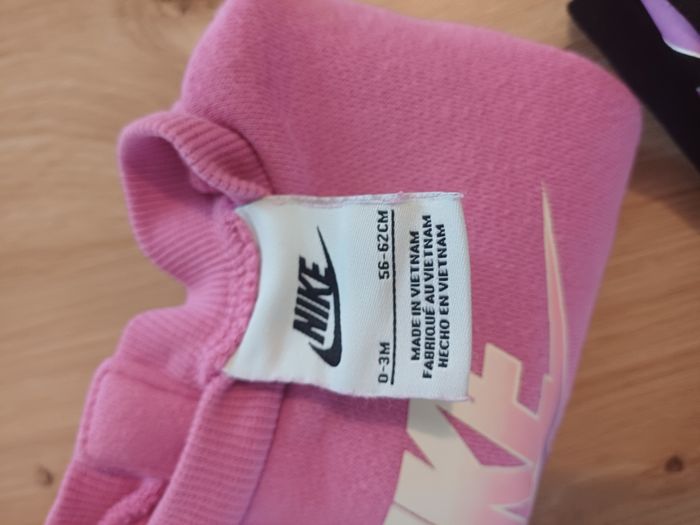 NIKE
0-3M 56-62CM
MADE IN VIETNAM
FABRIQUÉ AU VIETNAM
HECHO EN VIETNAM